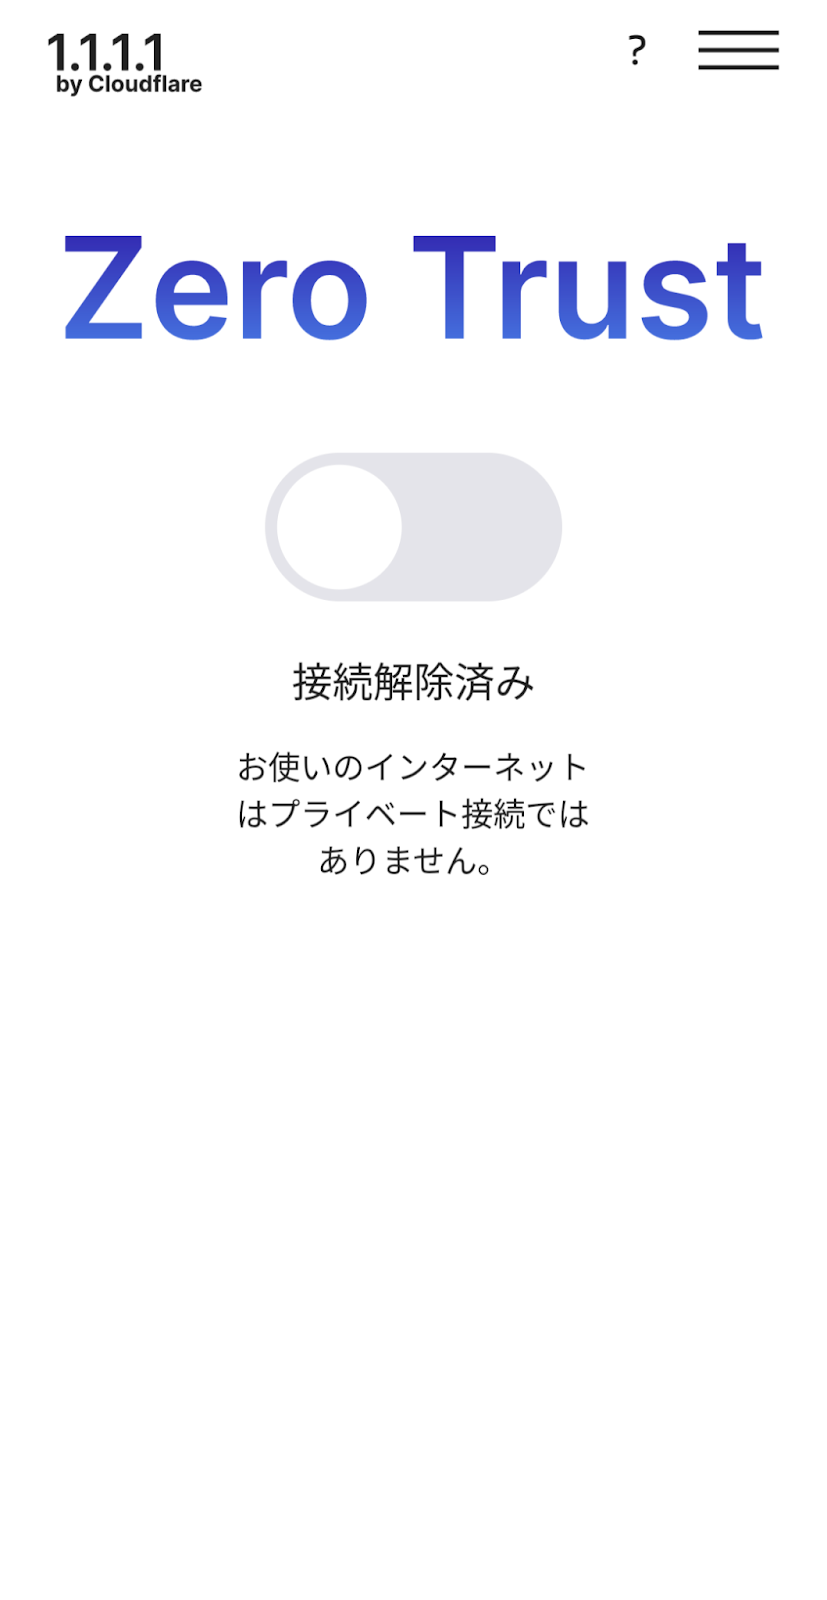 1.1.1.1
by Cloudflare
?
Zero Trust
接続解除済み
お使いのインターネット
はプライベート接続では
ありません。